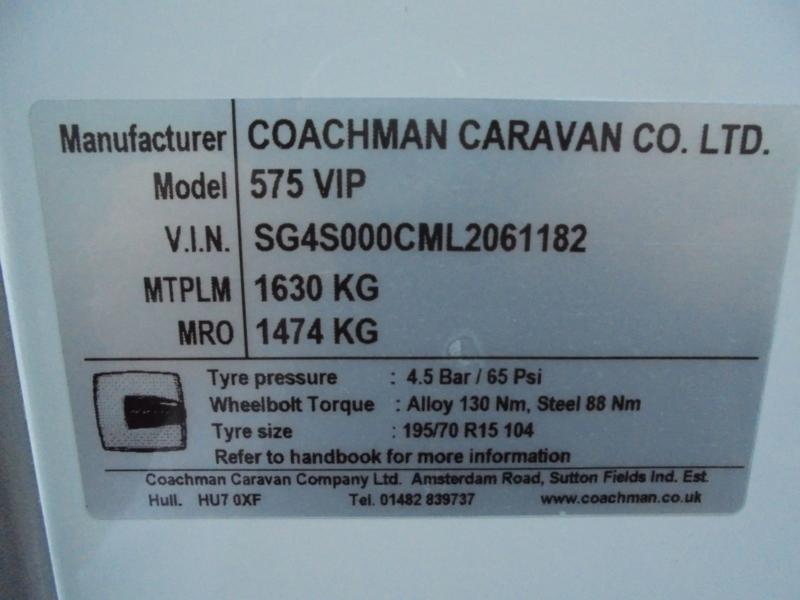 Manufacturer COACHMAN CARAVAN CO. LTD.
Model 575 VIP
V.I.N. SG4S000CML2061182
MTPLM 1630 KG
MRO 1474 KG
Tyre pressure : 4.5 Bar / 65 Psi
Wheelbolt Torque : Alloy 130 Nm, Steel 88 Nm
Tyre size : 195/70 R15 104
Refer to handbook for more information
Coachman Caravan Company Ltd. Amsterdam Road, Sutton Fields Ind. Est.
Hull. HU7 0XF Tel. 01482 839737 www.coachman.co.uk